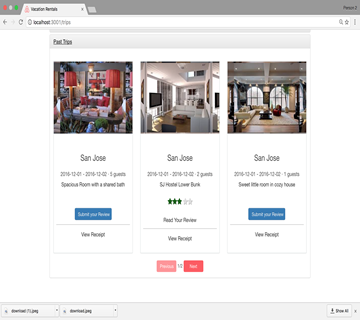 Vacation Rentals
Person 2
localhost:3001/trips
Past Trips
San Jose
2016-12-01 - 2016-12-02 - 5 guests
Spacious Room with a shared bath
Submit your Review
View Receipt
San Jose
2016-12-01 - 2016-12-02 - 2 guests
SJ Hostel Lower Bunk
Read Your Review
View Receipt
San Jose
2016-12-01 - 2016-12-02 - 1 guests
Sweet little room in cozy house
Submit your Review
View Receipt
Previous 1/2 Next
download (1).jpeg
download.jpeg
Show All